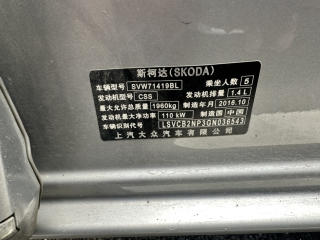 斯柯达(SKODA)
车辆型号 SVW71419BL 乘坐人数 5
发动机型号 CSS 发动机排量 1.4 L
最大允许总质量 1960kg 制造年月 2016.10
发动机最大净功率 110 kW 制造国 中国
车辆识别代号 LSVCB2NP3GN036543
上汽大众汽车有限公司